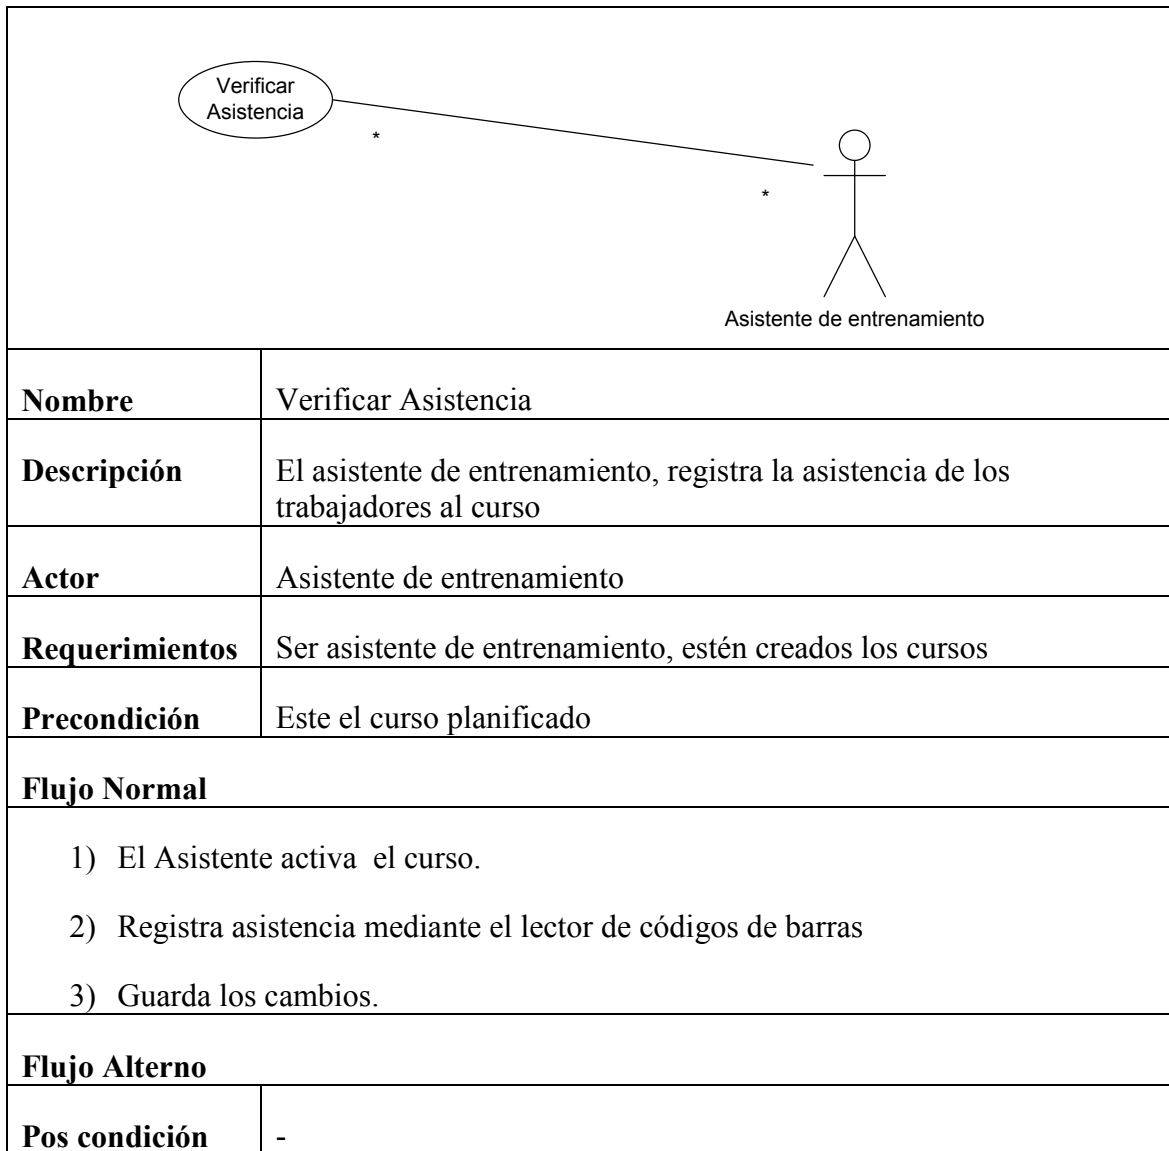 Verificar
Asistencia
*
*
Asistente de entrenamiento
Nombre
Verificar Asistencia
Descripción
El asistente de entrenamiento, registra la asistencia de los
trabajadores al curso
Actor
Asistente de entrenamiento
Requerimientos
Ser asistente de entrenamiento, estén creados los cursos
Precondición
Este el curso planificado
Flujo Normal
1) El Asistente activa  el curso.
2) Registra asistencia mediante el lector de códigos de barras
3) Guarda los cambios.
Flujo Alterno
Pos condición
-